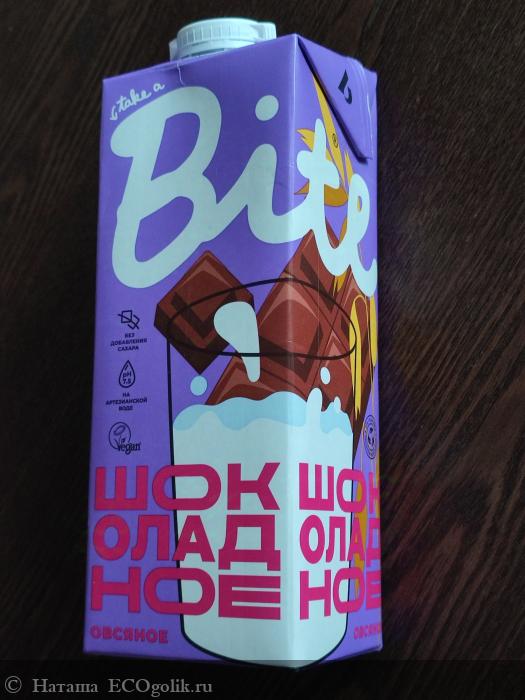 take a
Bite
БЕЗ
ДОБАВЛЕНИЯ
САХАРА
pH
7.5
НА
АРТЕЗИАНСКОЙ
ВОДЕ
vegan
ШОК
ОЛАД
НОЕ
ОВСЯНОЕ
ШОК
ОЛАД
НОЕ
ОВСЯНОЕ
© Наташа ECOgolik.ru